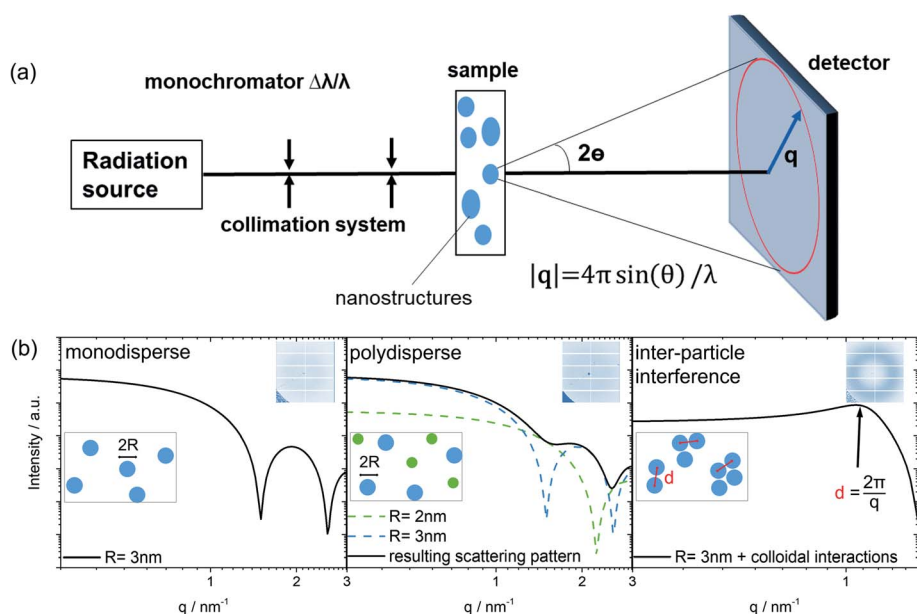 (a)
monochromator Δλ/λ
sample
detector
Radiation
source
2ɵ
q
collimation system
|q|=4π sin(θ) /λ
nanostructures
(b)
monodisperse
polydisperse
inter-particle
interference
Intensity / a.u.
2R
2R
d
d = 2π/q
R= 2nm
R= 3nm
R= 3nm
resulting scattering pattern
R= 3nm + colloidal interactions
1 2 3
1 2 3
1
q / nm⁻¹
q / nm⁻¹
q / nm⁻¹